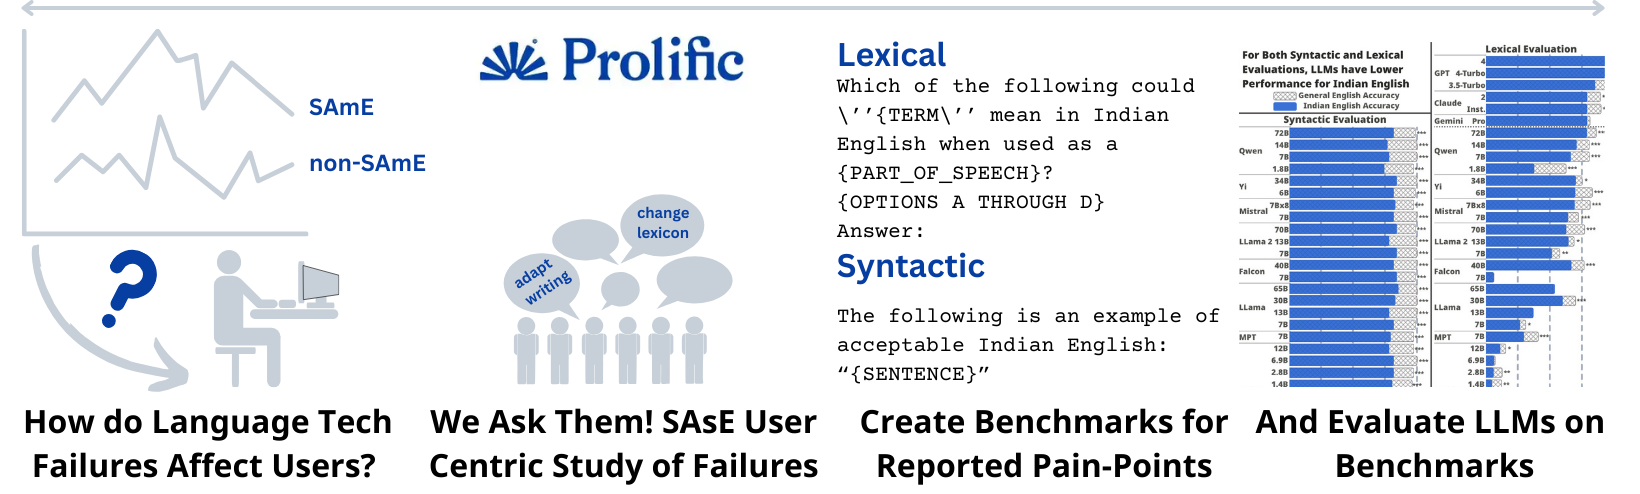 SAmE
non-SAmE
How do Language Tech
Failures Affect Users?
Prolific
change
lexicon
adapt
writing
We Ask Them! SAsE User
Centric Study of Failures
Lexical
Which of the following could
\’’{TERM\’’ mean in Indian
English when used as a
{PART_OF_SPEECH}?
{OPTIONS A THROUGH D}
Answer:
Syntactic
The following is an example of
acceptable Indian English:
“{SENTENCE}”
Create Benchmarks for
Reported Pain-Points
For Both Syntactic and Lexical
Evaluations, LLMs have Lower
Performance for Indian English
General English Accuracy
Indian English Accuracy
Syntactic Evaluation
72B ***
Qwen 14B ***
7B ***
1.8B ***
Yi 34B ***
6B ***
Mistral 7Bx8 ***
7B ***
70B ***
LLama 2 13B ***
7B ***
Falcon 40B ***
7B ***
65B ***
LLama 30B ***
13B ***
7B ***
MPT 7B ***
12B ***
6.9B ***
2.8B ***
1.4B ***
Lexical Evaluation
4
GPT 4-Turbo
3.5-Turbo
Claude 2 *
Inst. *
Gemini Pro
72B **
Qwen 14B ***
7B ***
1.8B ***
Yi 34B *
6B ***
Mistral 7Bx8 ***
7B ***
70B ***
LLama 2 13B *
7B **
Falcon 40B ***
7B
65B
LLama 30B ***
13B
7B *
MPT 7B ***
12B *
6.9B
2.8B **
1.4B **
And Evaluate LLMs on
Benchmarks